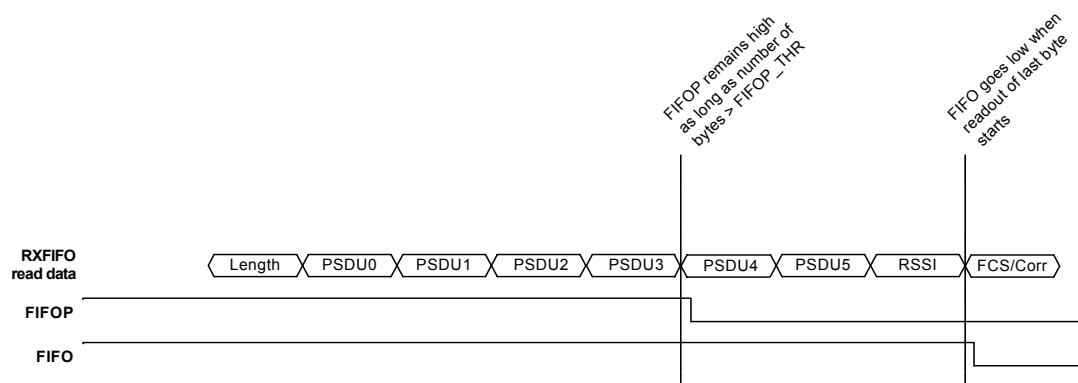 FIFOP remains high
as long as number of
bytes > FIFOP_THR
FIFO goes low when
readout of last byte
starts
RXFIFO
read data
Length PSDU0 PSDU1 PSDU2 PSDU3 PSDU4 PSDU5 RSSI FCS/Corr
FIFOP
FIFO